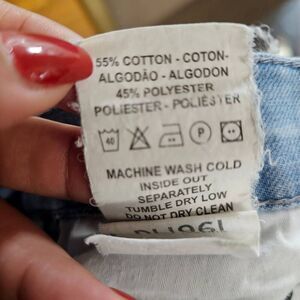 55% COTTON - COTON-
ALGODÃO - ALGODON
45% POLYESTER
POLIESTER - POLIÉSTER
40 P
MACHINE WASH COLD
INSIDE OUT
SEPARATELY
TUMBLE DRY LOW
DO NOT DRY CLEAN